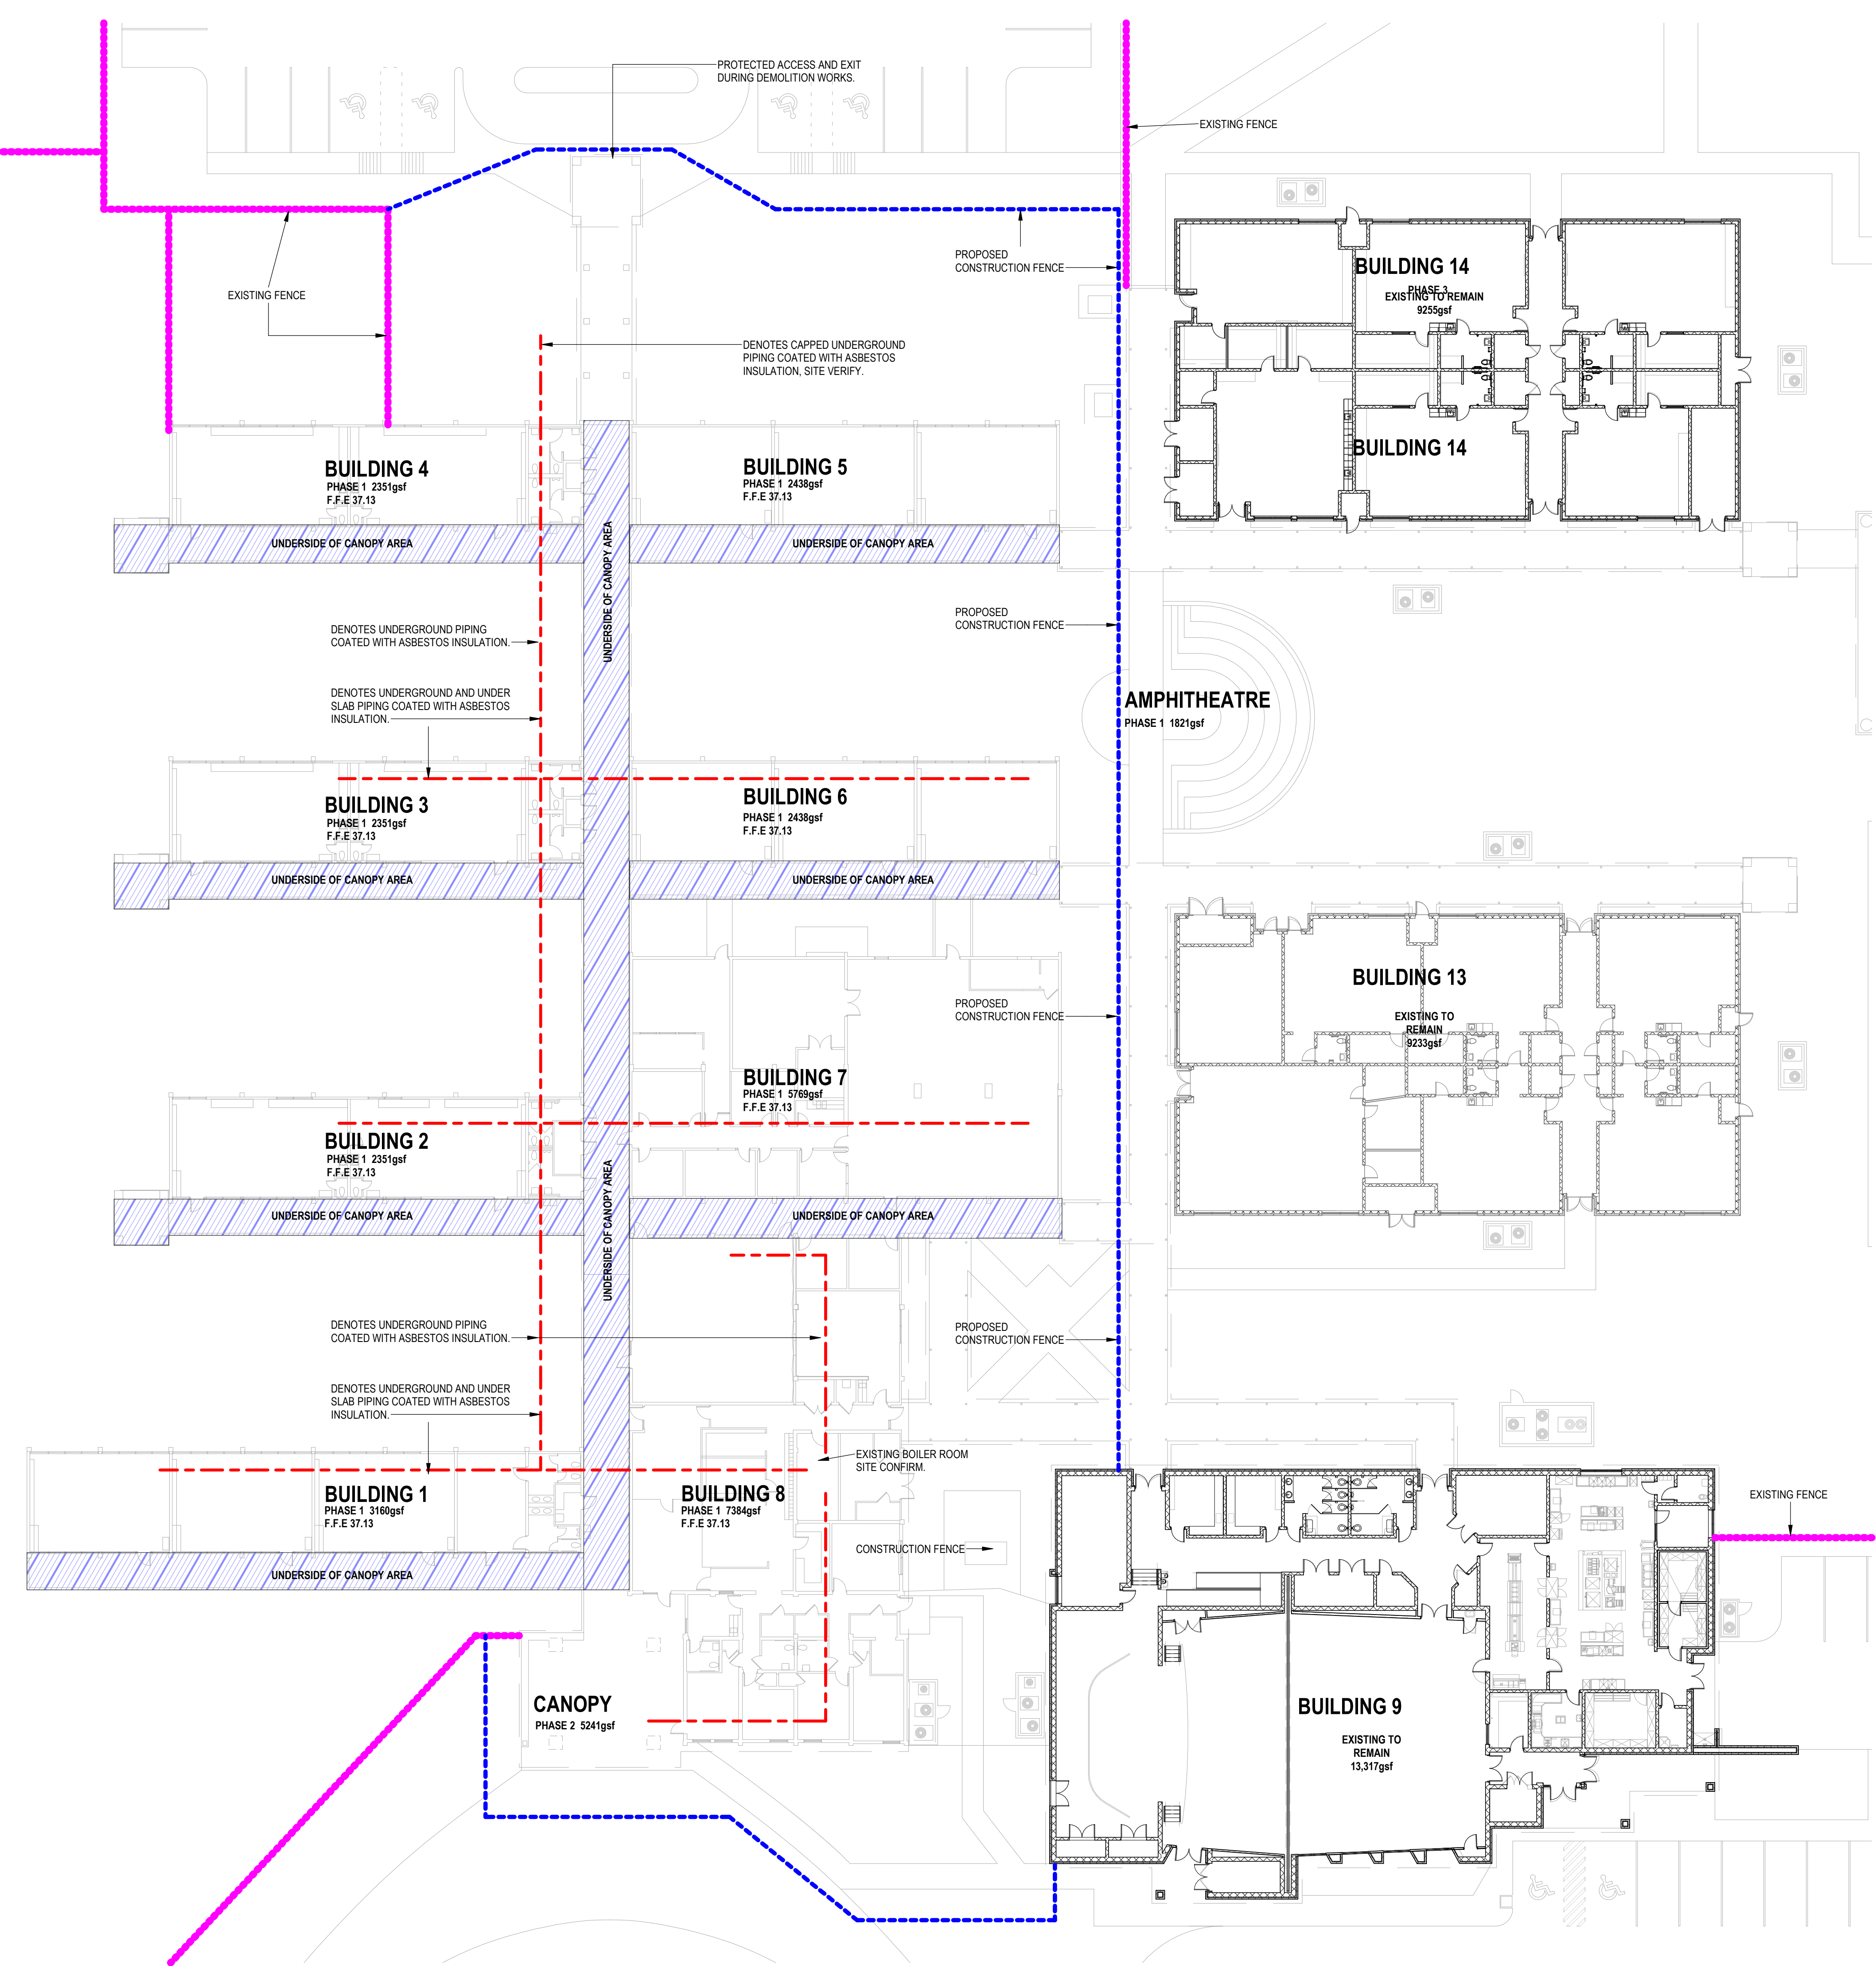 PROTECTED ACCESS AND EXIT
DURING DEMOLITION WORKS.
EXISTING FENCE
PROPOSED
CONSTRUCTION FENCE
EXISTING FENCE
BUILDING 14
PHASE 3
EXISTING TO REMAIN
9255gsf
DENOTES CAPPED UNDERGROUND
PIPING COATED WITH ASBESTOS
INSULATION, SITE VERIFY.
BUILDING 14
BUILDING 4
PHASE 1 2351gsf
F.F.E 37.13
BUILDING 5
PHASE 1 2438gsf
F.F.E 37.13
UNDERSIDE OF CANOPY AREA
UNDERSIDE OF CANOPY AREA
UNDERSIDE OF CANOPY AREA
DENOTES UNDERGROUND PIPING
COATED WITH ASBESTOS INSULATION.
PROPOSED
CONSTRUCTION FENCE
DENOTES UNDERGROUND AND UNDER
SLAB PIPING COATED WITH ASBESTOS
INSULATION.
AMPHITHEATRE
PHASE 1 1821gsf
BUILDING 3
PHASE 1 2351gsf
F.F.E 37.13
BUILDING 6
PHASE 1 2438gsf
F.F.E 37.13
UNDERSIDE OF CANOPY AREA
UNDERSIDE OF CANOPY AREA
PROPOSED
CONSTRUCTION FENCE
BUILDING 13
EXISTING TO
REMAIN
9233gsf
BUILDING 7
PHASE 1 5769gsf
F.F.E 37.13
BUILDING 2
PHASE 1 2351gsf
F.F.E 37.13
UNDERSIDE OF CANOPY AREA
UNDERSIDE OF CANOPY AREA
UNDERSIDE OF CANOPY AREA
DENOTES UNDERGROUND PIPING
COATED WITH ASBESTOS INSULATION.
PROPOSED
CONSTRUCTION FENCE
DENOTES UNDERGROUND AND UNDER
SLAB PIPING COATED WITH ASBESTOS
INSULATION.
EXISTING BOILER ROOM
SITE CONFIRM.
BUILDING 1
PHASE 1 3160gsf
F.F.E 37.13
BUILDING 8
PHASE 1 7384gsf
F.F.E 37.13
EXISTING FENCE
CONSTRUCTION FENCE
UNDERSIDE OF CANOPY AREA
CANOPY
PHASE 2 5241gsf
BUILDING 9
EXISTING TO
REMAIN
13,317gsf